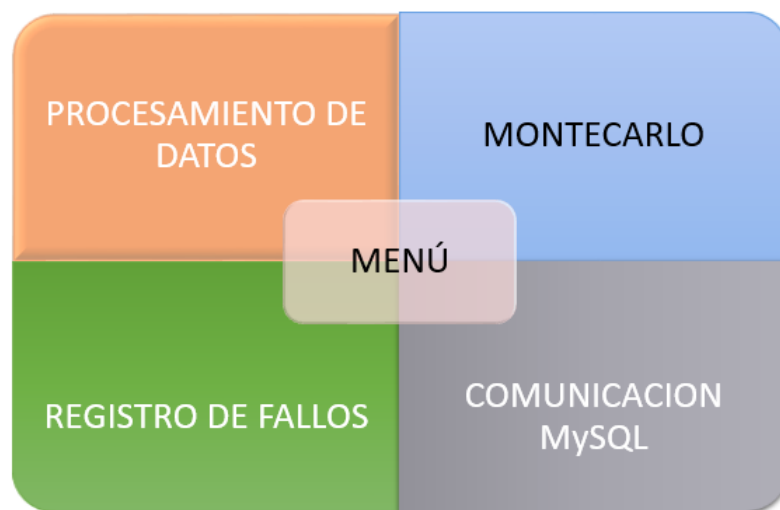 PROCESAMIENTO DE
DATOS
MONTECARLO
MENÚ
REGISTRO DE FALLOS
COMUNICACION
MySQL